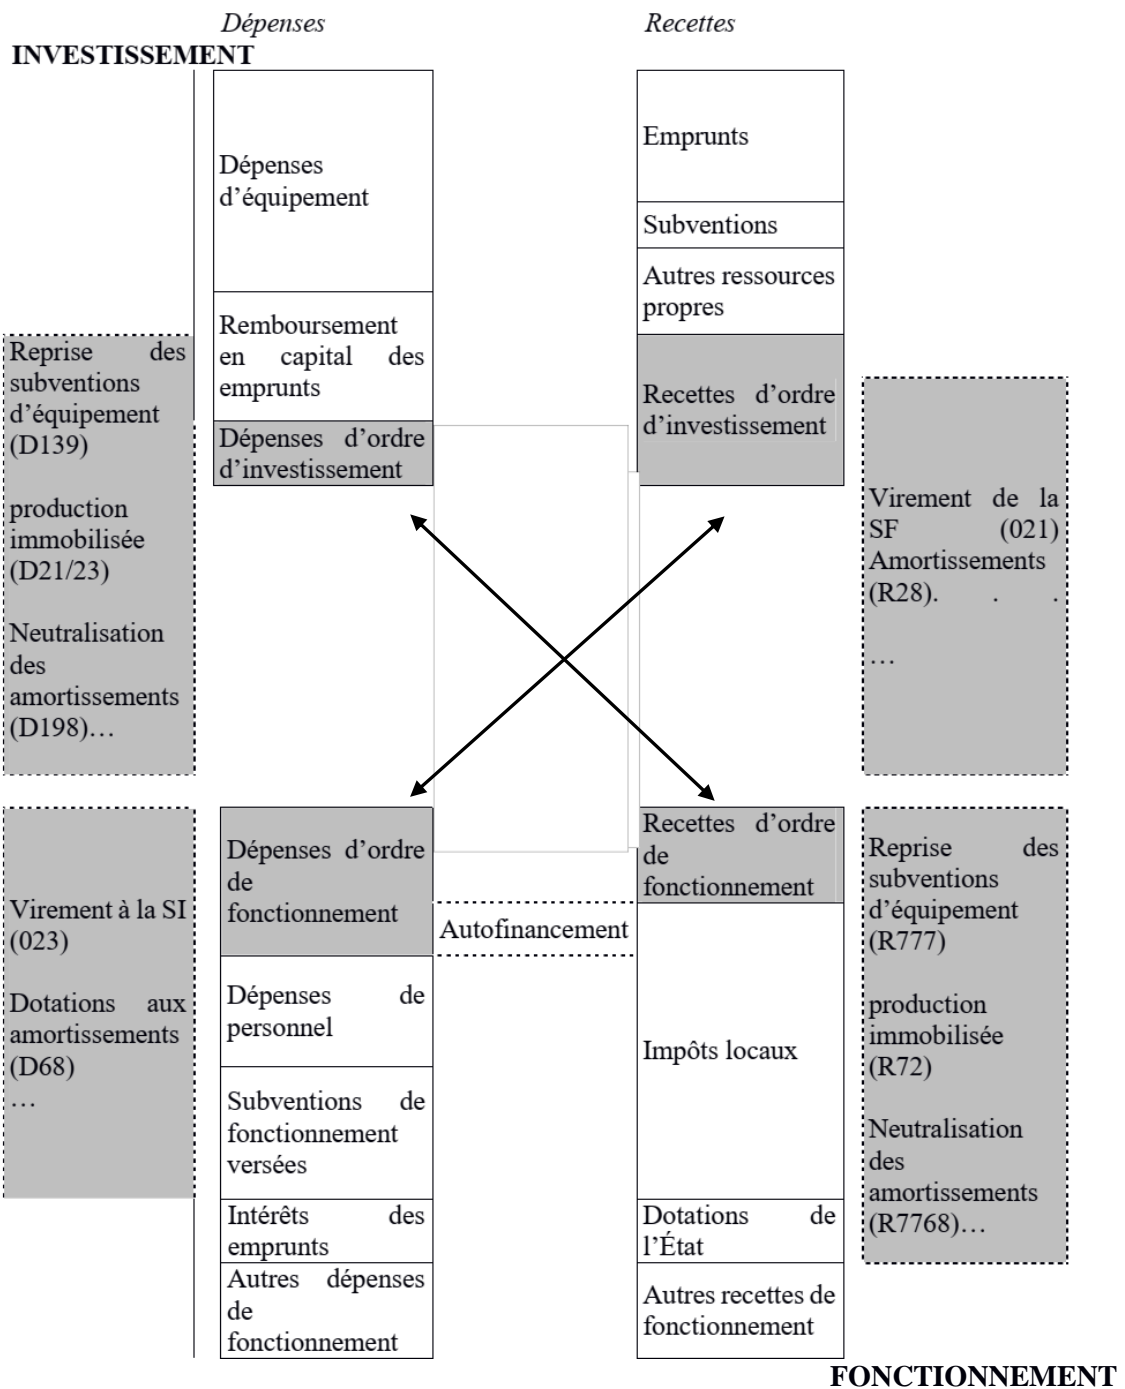 Dépenses
Recettes
INVESTISSEMENT
Dépenses
d’équipement
Remboursement
en capital des
emprunts
Dépenses d’ordre
d’investissement
Emprunts
Subventions
Autres ressources
propres
Recettes d’ordre
d’investissement
Reprise des
subventions
d’équipement
(D139)
production
immobilisée
(D21/23)
Neutralisation
des
amortissements
(D198)…
Virement de la
SF (021)
Amortissements
(R28). . .
…
Virement à la SI
(023)
Dotations aux
amortissements
(D68)
…
Dépenses d’ordre
de
fonctionnement
Autofinancement
Dépenses de
personnel
Subventions de
fonctionnement
versées
Intérêts des
emprunts
Autres dépenses
de
fonctionnement
Recettes d’ordre
de
fonctionnement
Impôts locaux
Dotations de
l’État
Autres recettes de
fonctionnement
Reprise des
subventions
d’équipement
(R777)
production
immobilisée
(R72)
Neutralisation
des
amortissements
(R7768)…
FONCTIONNEMENT